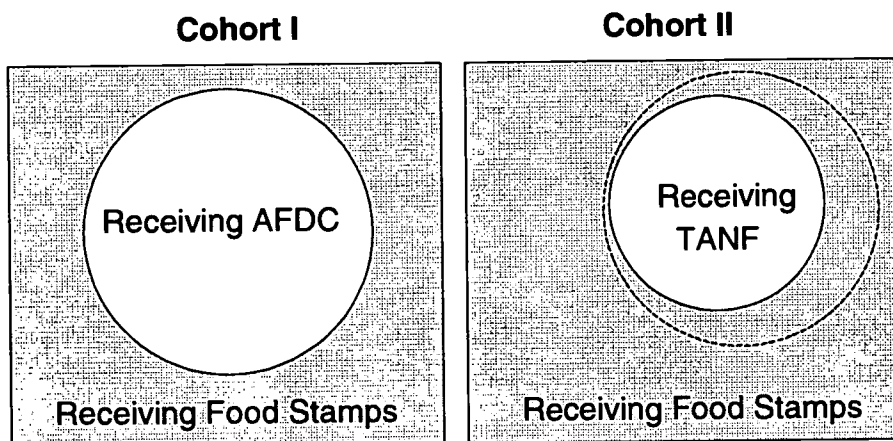 Cohort I
Cohort II
Receiving AFDC
Receiving
TANF
Receiving Food Stamps
Receiving Food Stamps